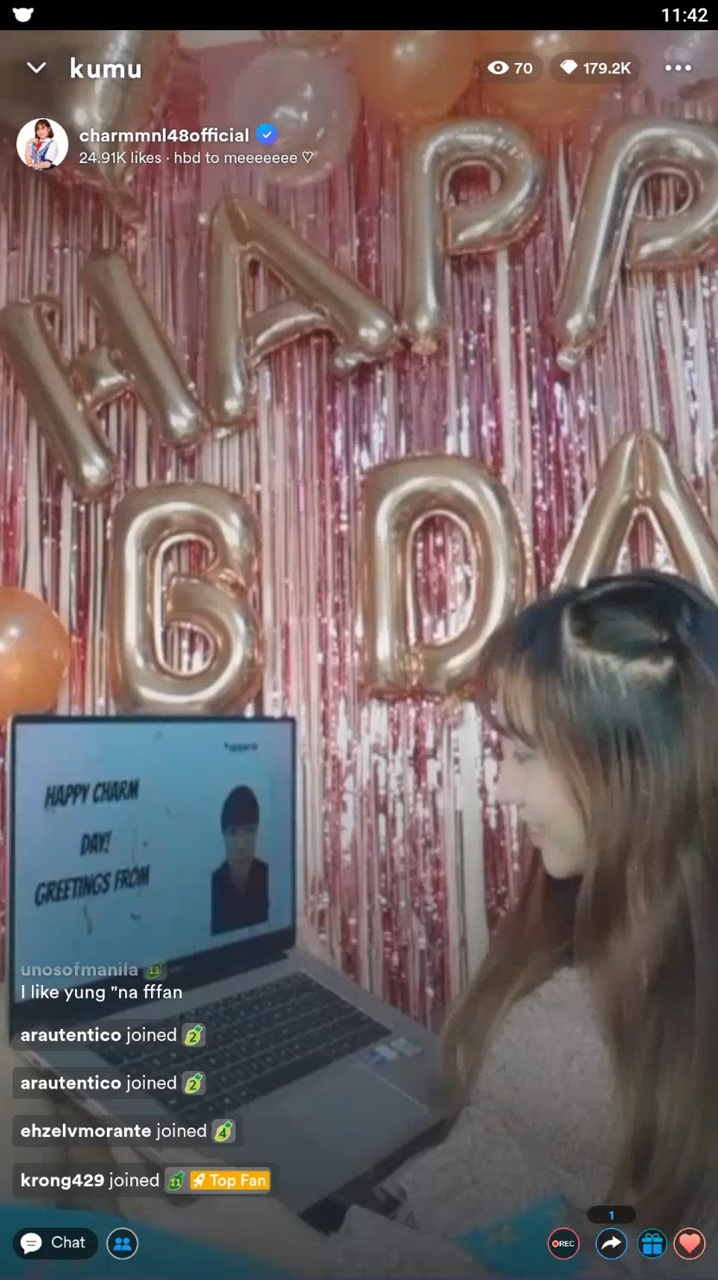 11:42
kumu
70
179.2K
charmmnl48official
24.91K likes · hbd to meeeeeee ♡
HAPP
B DA
HAPPY CHARM
DAY!
GREETINGS FROM
unosofmanila 13
I like yung "na fffan
arautentico joined 2
arautentico joined 2
ehzelvmorante joined 4
krong429 joined 11 Top Fan
1
Chat
REC